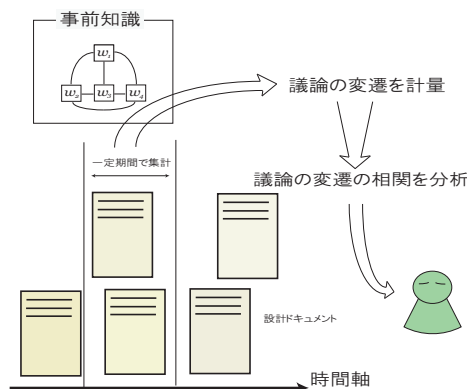 事前知識
w₁
w₂ w₃ w₄
議論の変遷を計量
一定期間で集計
議論の変遷の相関を分析
設計ドキュメント
時間軸